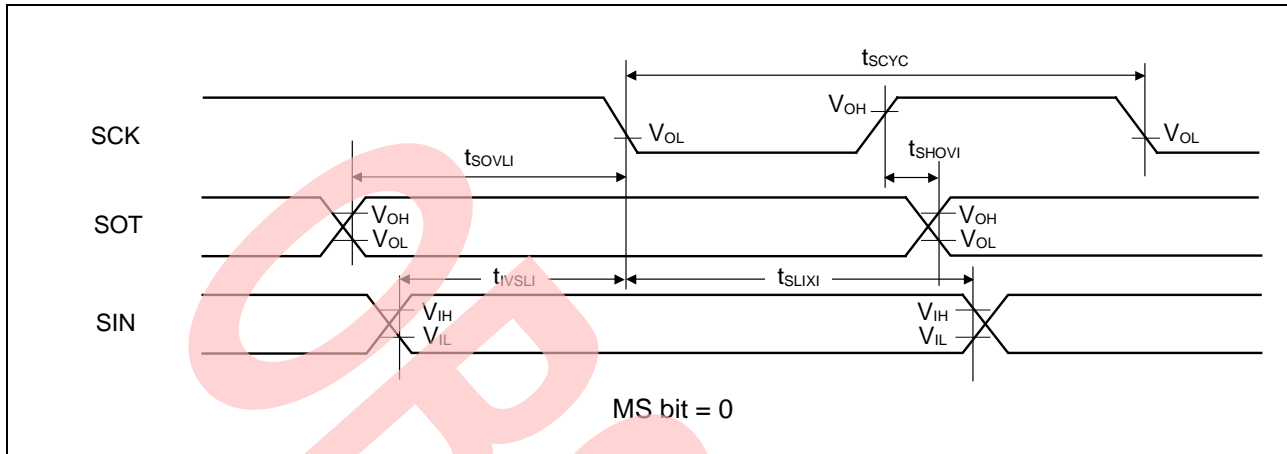 tSCYC
SCK
VOH
VOL
VOL
tSHOVI
tSOVLI
SOT
VOH
VOL
VOH
VOL
tIVSLI
tSLIXI
SIN
VIH
VIL
VIH
VIL
MS bit = 0